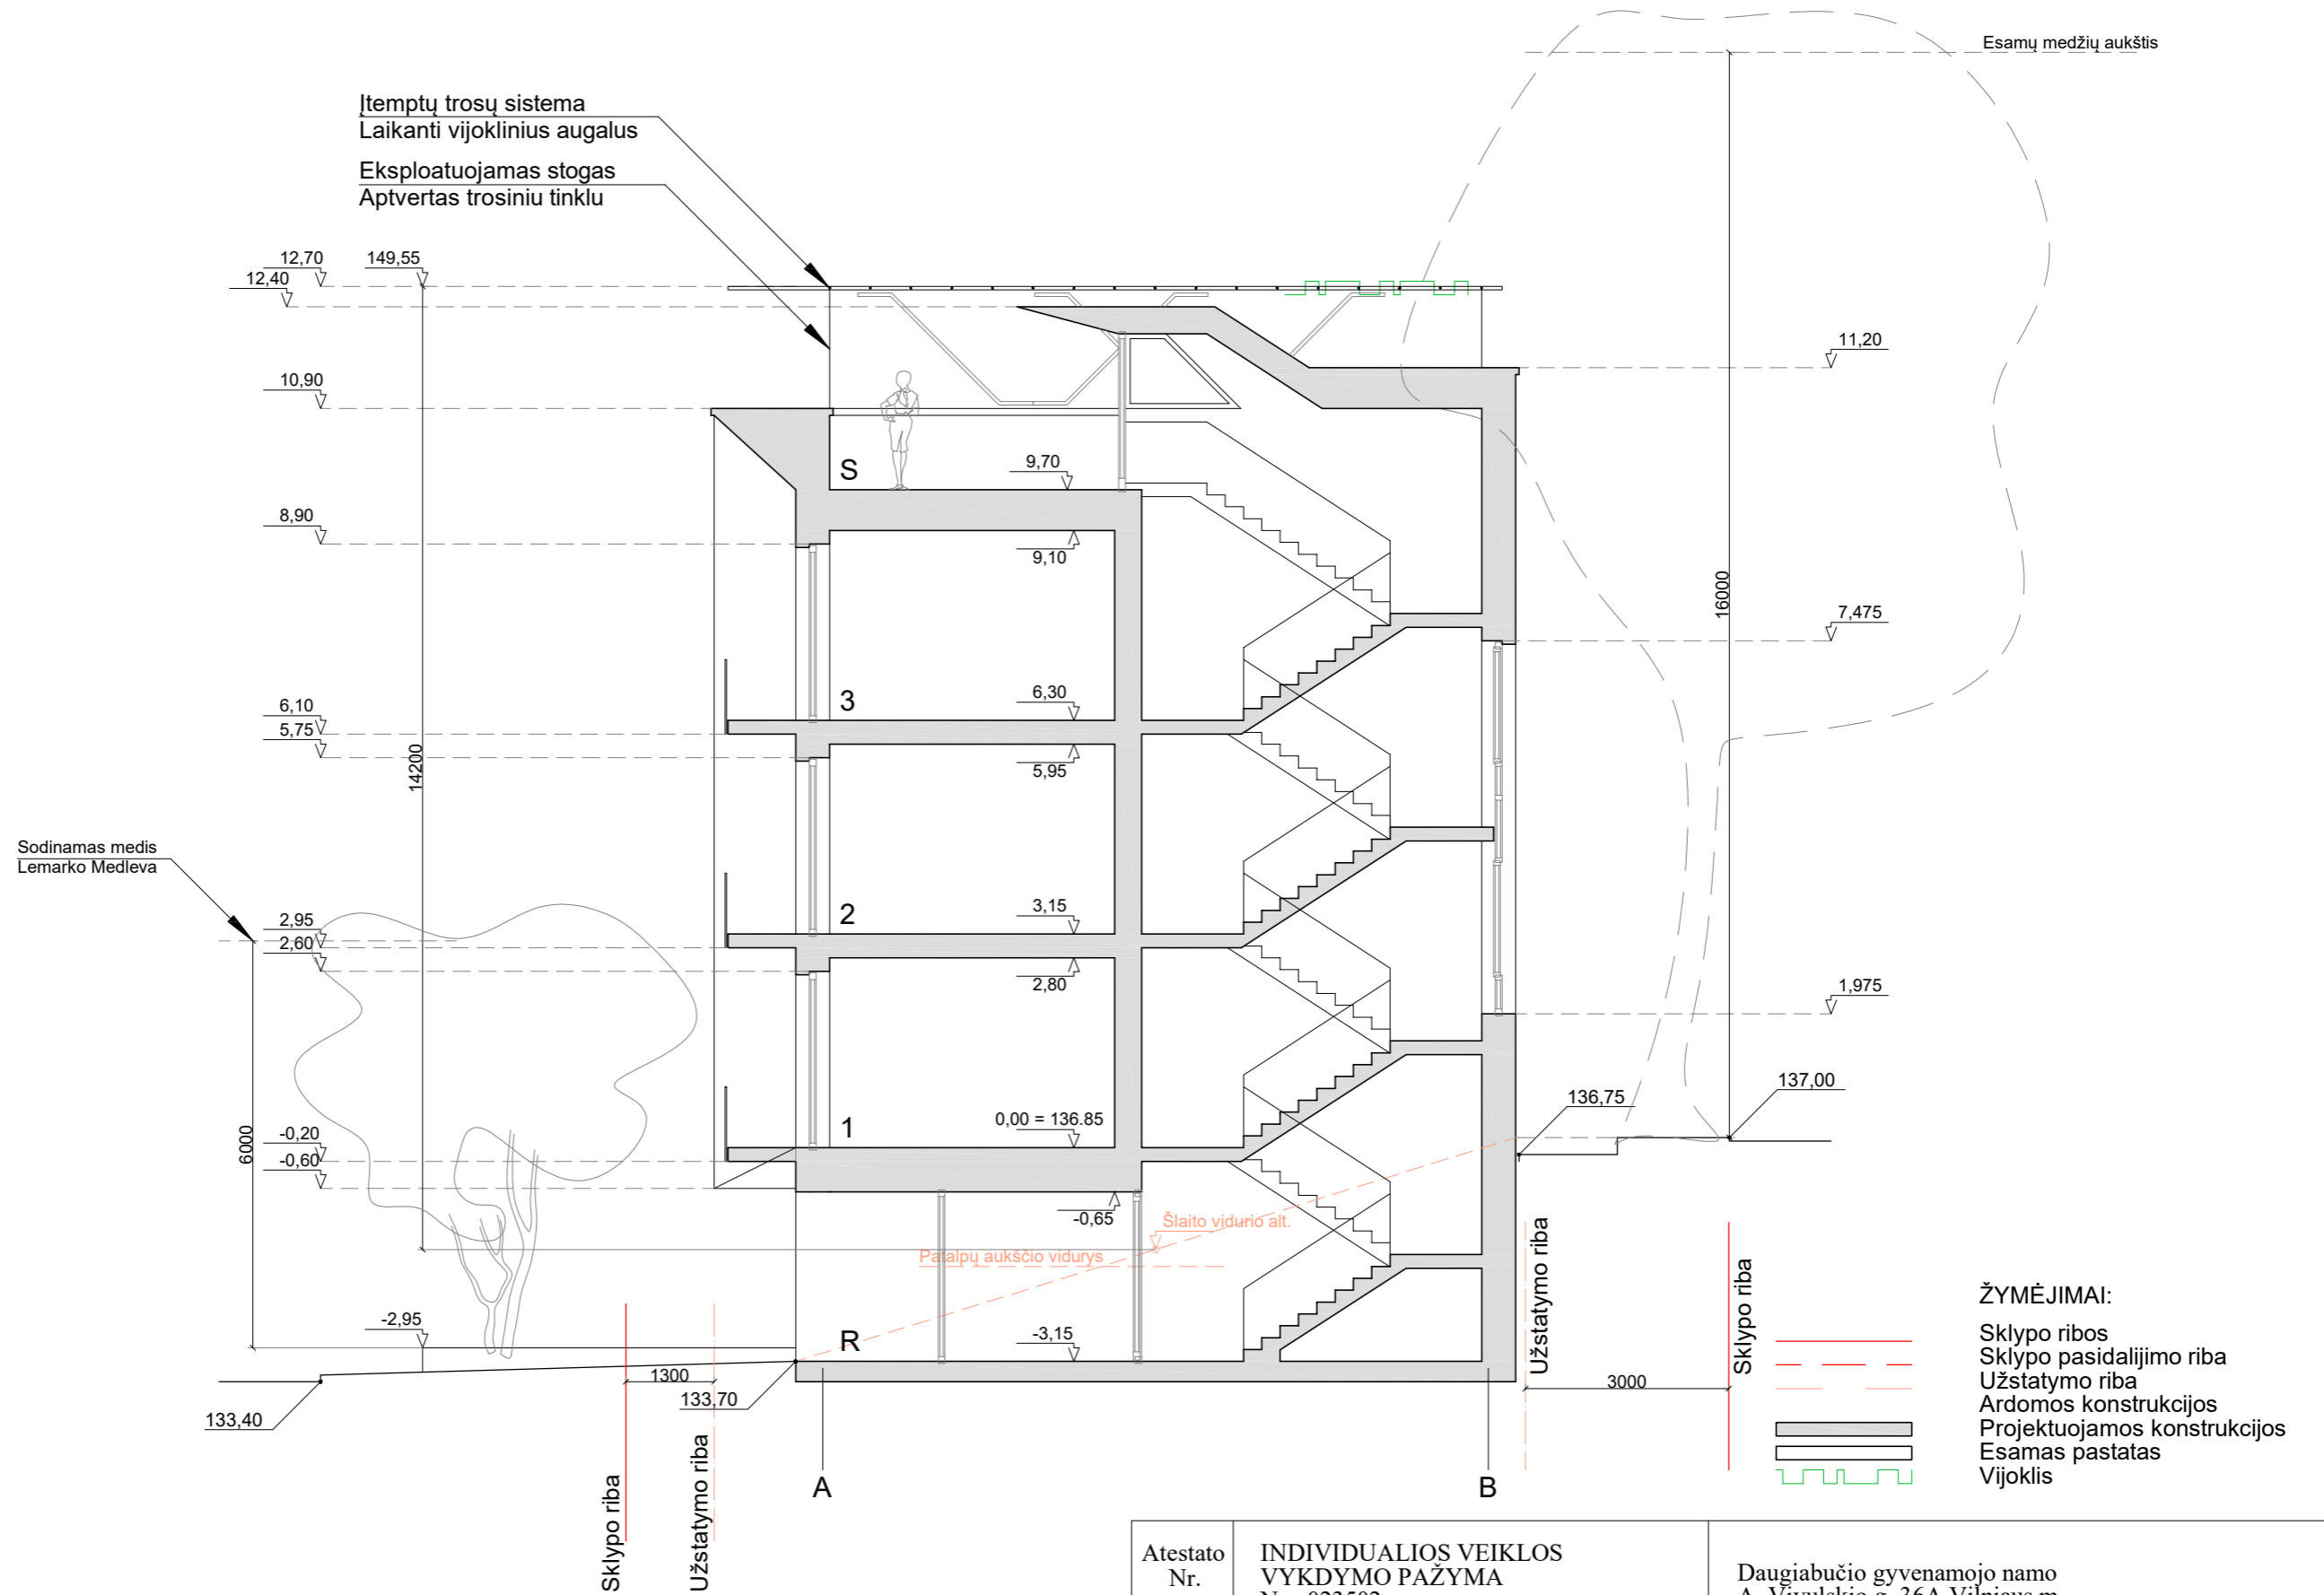 Esamų medžių aukštis
Įtemptų trosų sistema
Laikanti vijoklinius augalus
Eksploatuojamas stogas
Aptvertas trosiniu tinklu
12,70
149,55
12,40
11,20
10,90
S
9,70
8,90
9,10
16000
7,475
3
6,30
6,10
5,75
5,95
14200
Sodinamas medis
Lemarko Medleva
2
3,15
2,95
2,60
2,80
1,975
137,00
136,75
1
0,00 = 136.85
6000
-0,20
-0,60
-0,65
Šlaito vidurio alt.
Patalpų aukščio vidurys
-2,95
R
-3,15
1300
3000
133,70
133,40
Sklypo riba
Užstatymo riba
Užstatymo riba
Sklypo riba
A
B
ŽYMĖJIMAI:
Sklypo ribos
Sklypo pasidalijimo riba
Užstatymo riba
Ardomos konstrukcijos
Projektuojamos konstrukcijos
Esamas pastatas
Vijoklis
Atestato
Nr.
INDIVIDUALIOS VEIKLOS
VYKDYMO PAŽYMA
Nr. 023502
Daugiabučio gyvenamojo namo
A. Vivulskio g. 36A Vilniaus m.